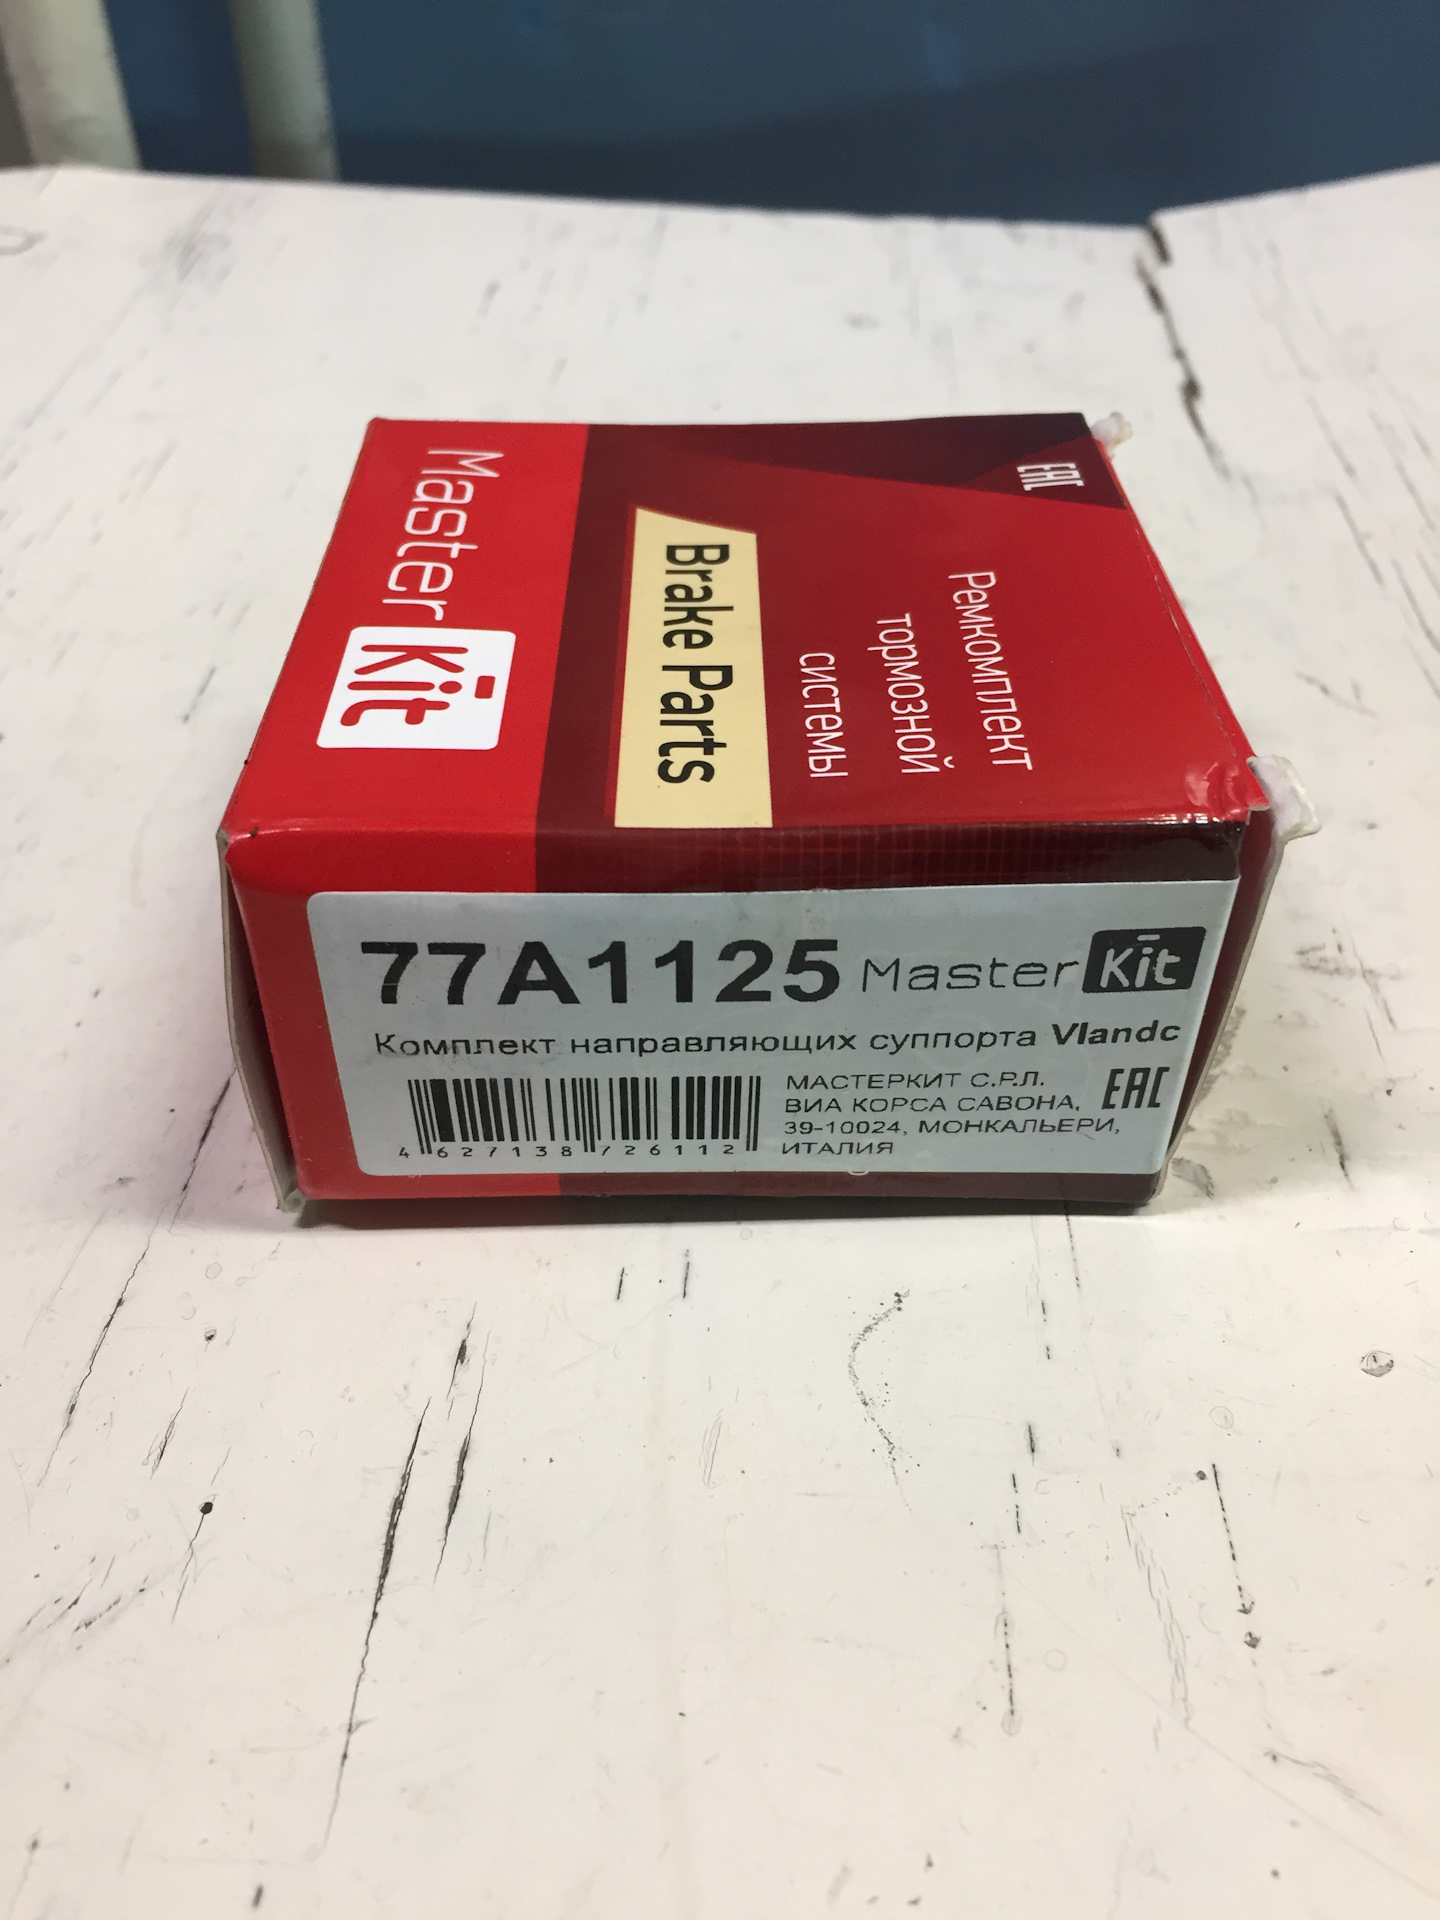 Master Kit
Brake Parts
Ремкомплект
тормозной
системы
EAC
77A1125 Master Kit
Комплект направляющих суппорта Vlandc
4 627138 726112
МАСТЕРКИТ С.Р.Л.
ВИА КОРСА САВОНА,
39-10024, МОНКАЛЬЕРИ,
ИТАЛИЯ
EAC